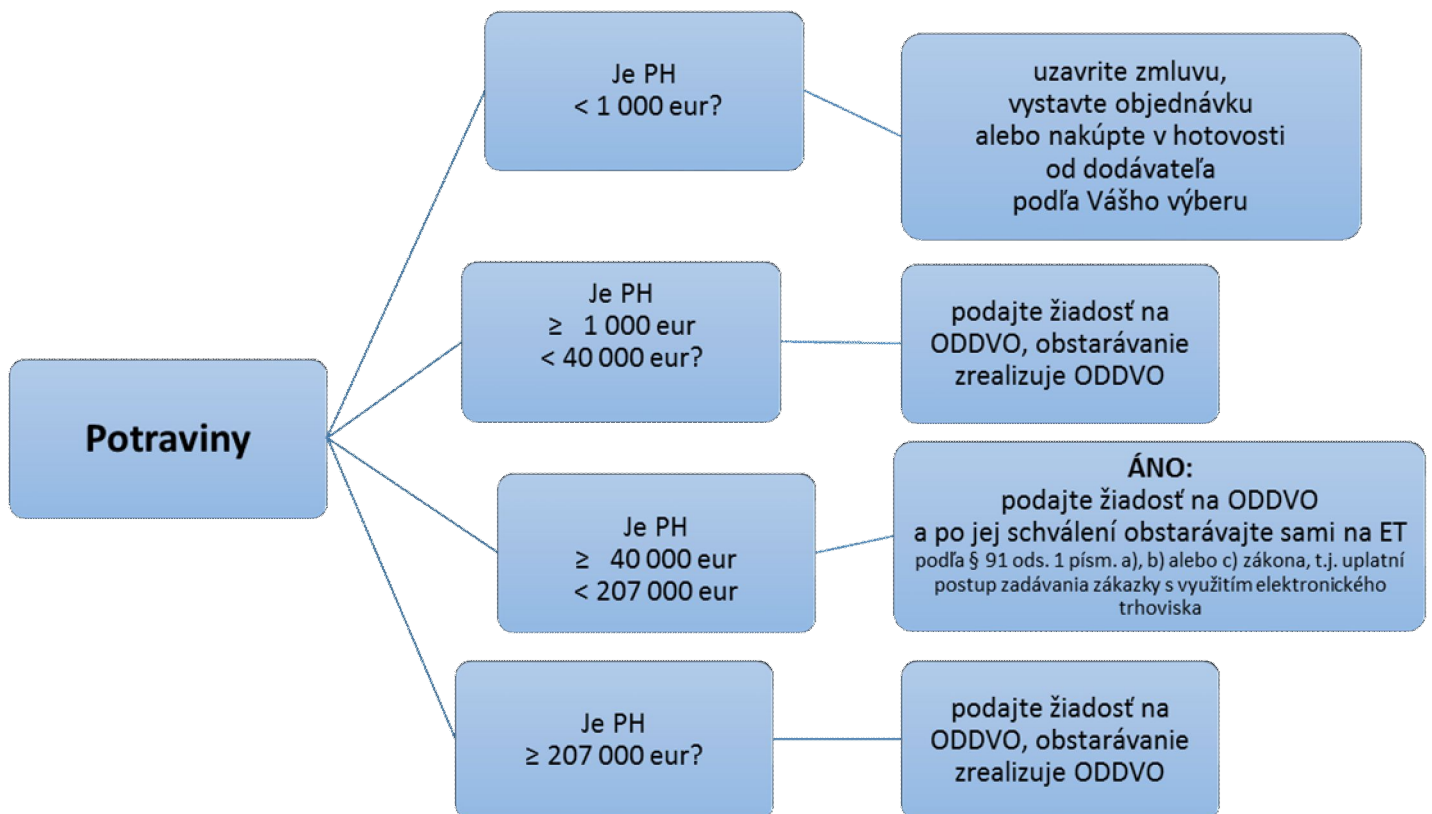 Potraviny
Je PH
< 1 000 eur?
uzavrite zmluvu,
vystavte objednávku
alebo nakúpte v hotovosti
od dodávateľa
podľa Vášho výberu
Je PH
≥ 1 000 eur
< 40 000 eur?
podajte žiadosť na
ODDVO, obstarávanie
zrealizuje ODDVO
Je PH
≥ 40 000 eur
< 207 000 eur
ÁNO:
podajte žiadosť na ODDVO
a po jej schválení obstarávajte sami na ET
podľa § 91 ods. 1 písm. a), b) alebo c) zákona, t.j. uplatní
postup zadávania zákazky s využitím elektronického
trhoviska
Je PH
≥ 207 000 eur?
podajte žiadosť na
ODDVO, obstarávanie
zrealizuje ODDVO